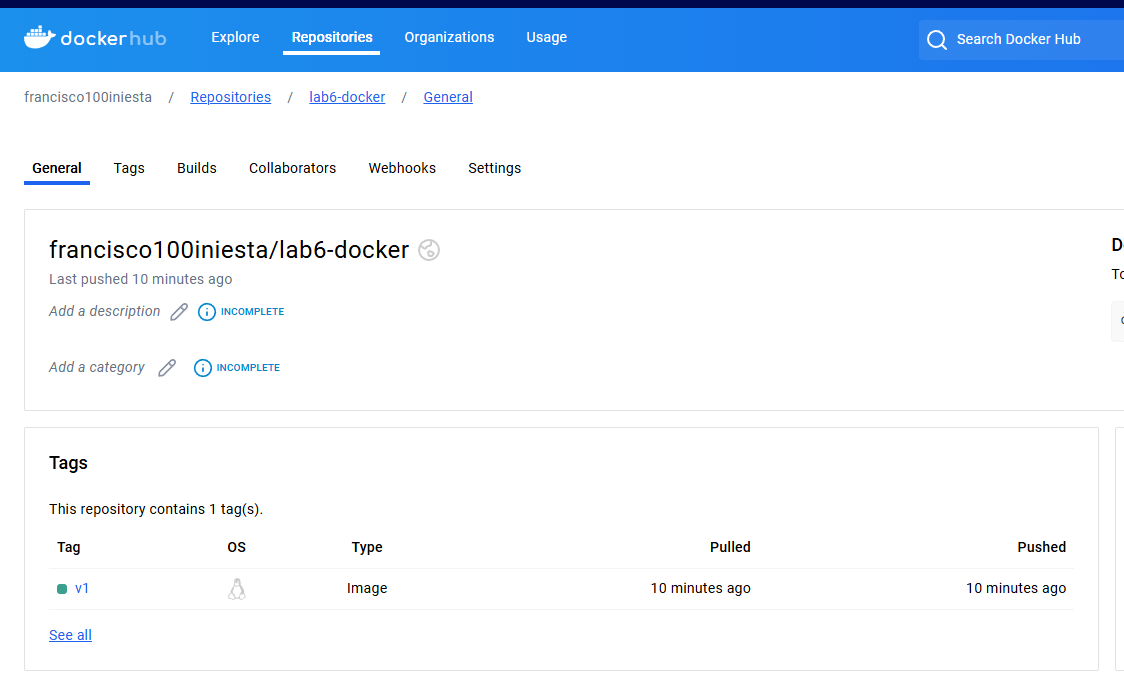 dockerhub Explore Repositories Organizations Usage Search Docker Hub
francisco100iniesta / Repositories / lab6-docker / General
General Tags Builds Collaborators Webhooks Settings
francisco100iniesta/lab6-docker
Last pushed 10 minutes ago
Add a description INCOMPLETE
Add a category INCOMPLETE
Tags
This repository contains 1 tag(s).
Tag OS Type Pulled Pushed
v1 Image 10 minutes ago 10 minutes ago
See all